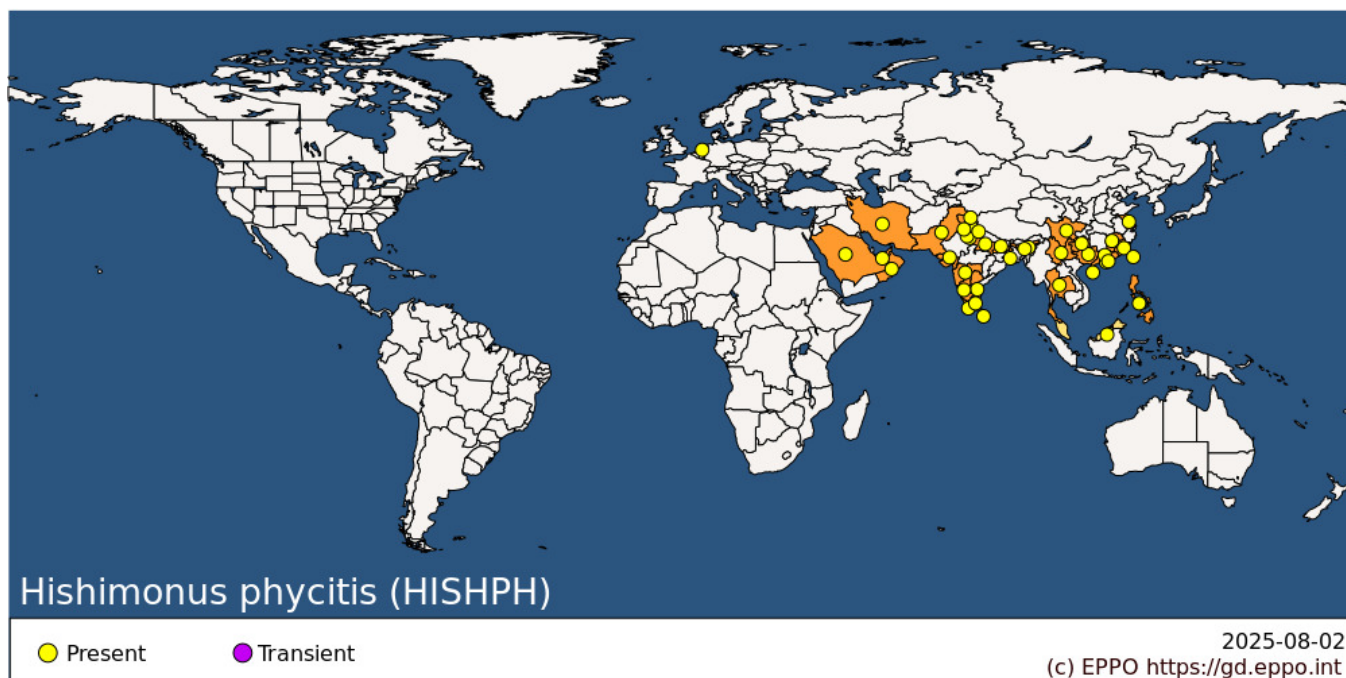 Hishimonus phycitis (HISHPH)
Present
Transient
2025-08-02
(c) EPPO https://gd.eppo.int